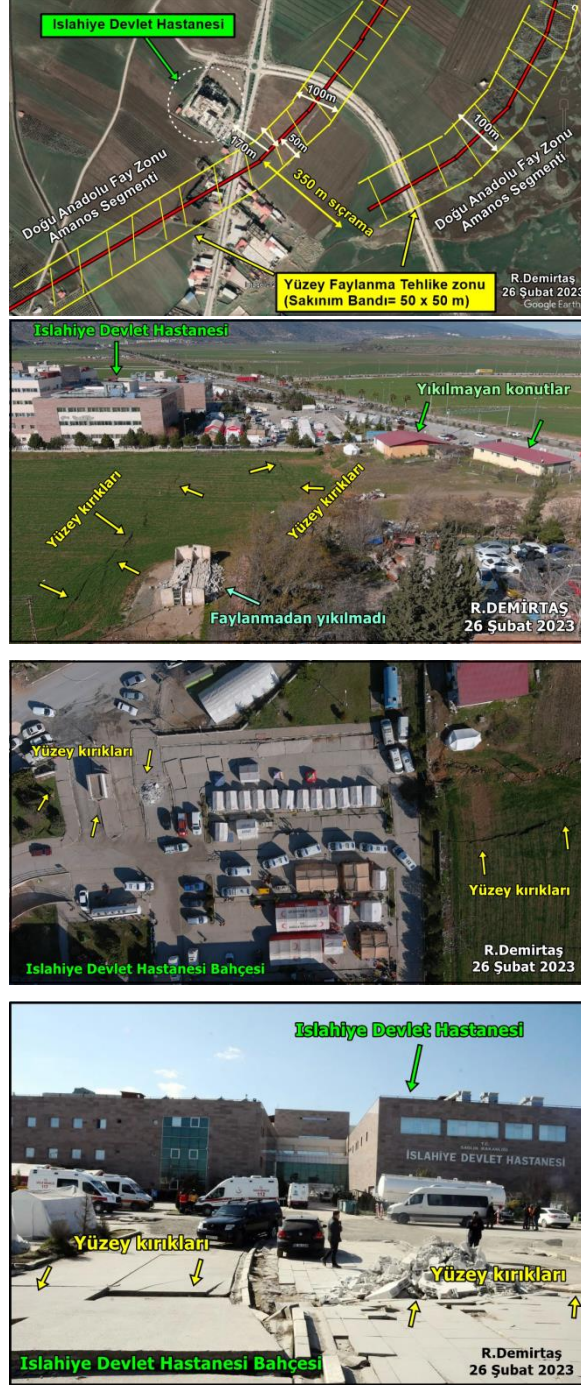 Islahiye Devlet Hastanesi
100m
50m
170m
100m
350 m sıçrama
Doğu Anadolu Fay Zonu
Amanos Segmenti
Doğu Anadolu Fay Zonu
Amanos Segmenti
Yüzey Faylanma Tehlike zonu
(Sakınım Bandı= 50 x 50 m)
R.Demirtaş
26 Şubat 2023
Google Earth
Islahiye Devlet Hastanesi
Yıkılmayan konutlar
Yüzey kırıkları
Yüzey kırıkları
Faylanmadan yıkılmadı
R.DEMİRTAŞ
26 Şubat 2023
Yüzey kırıkları
Yüzey kırıkları
R.Demirtaş
26 Şubat 2023
Islahiye Devlet Hastanesi Bahçesi
Islahiye Devlet Hastanesi
T.C.
SAĞLIK BAKANLIĞI
İSLAHİYE DEVLET HASTANESİ
112
Yüzey kırıkları
Yüzey kırıkları
R.Demirtaş
26 Şubat 2023
Islahiye Devlet Hastanesi Bahçesi